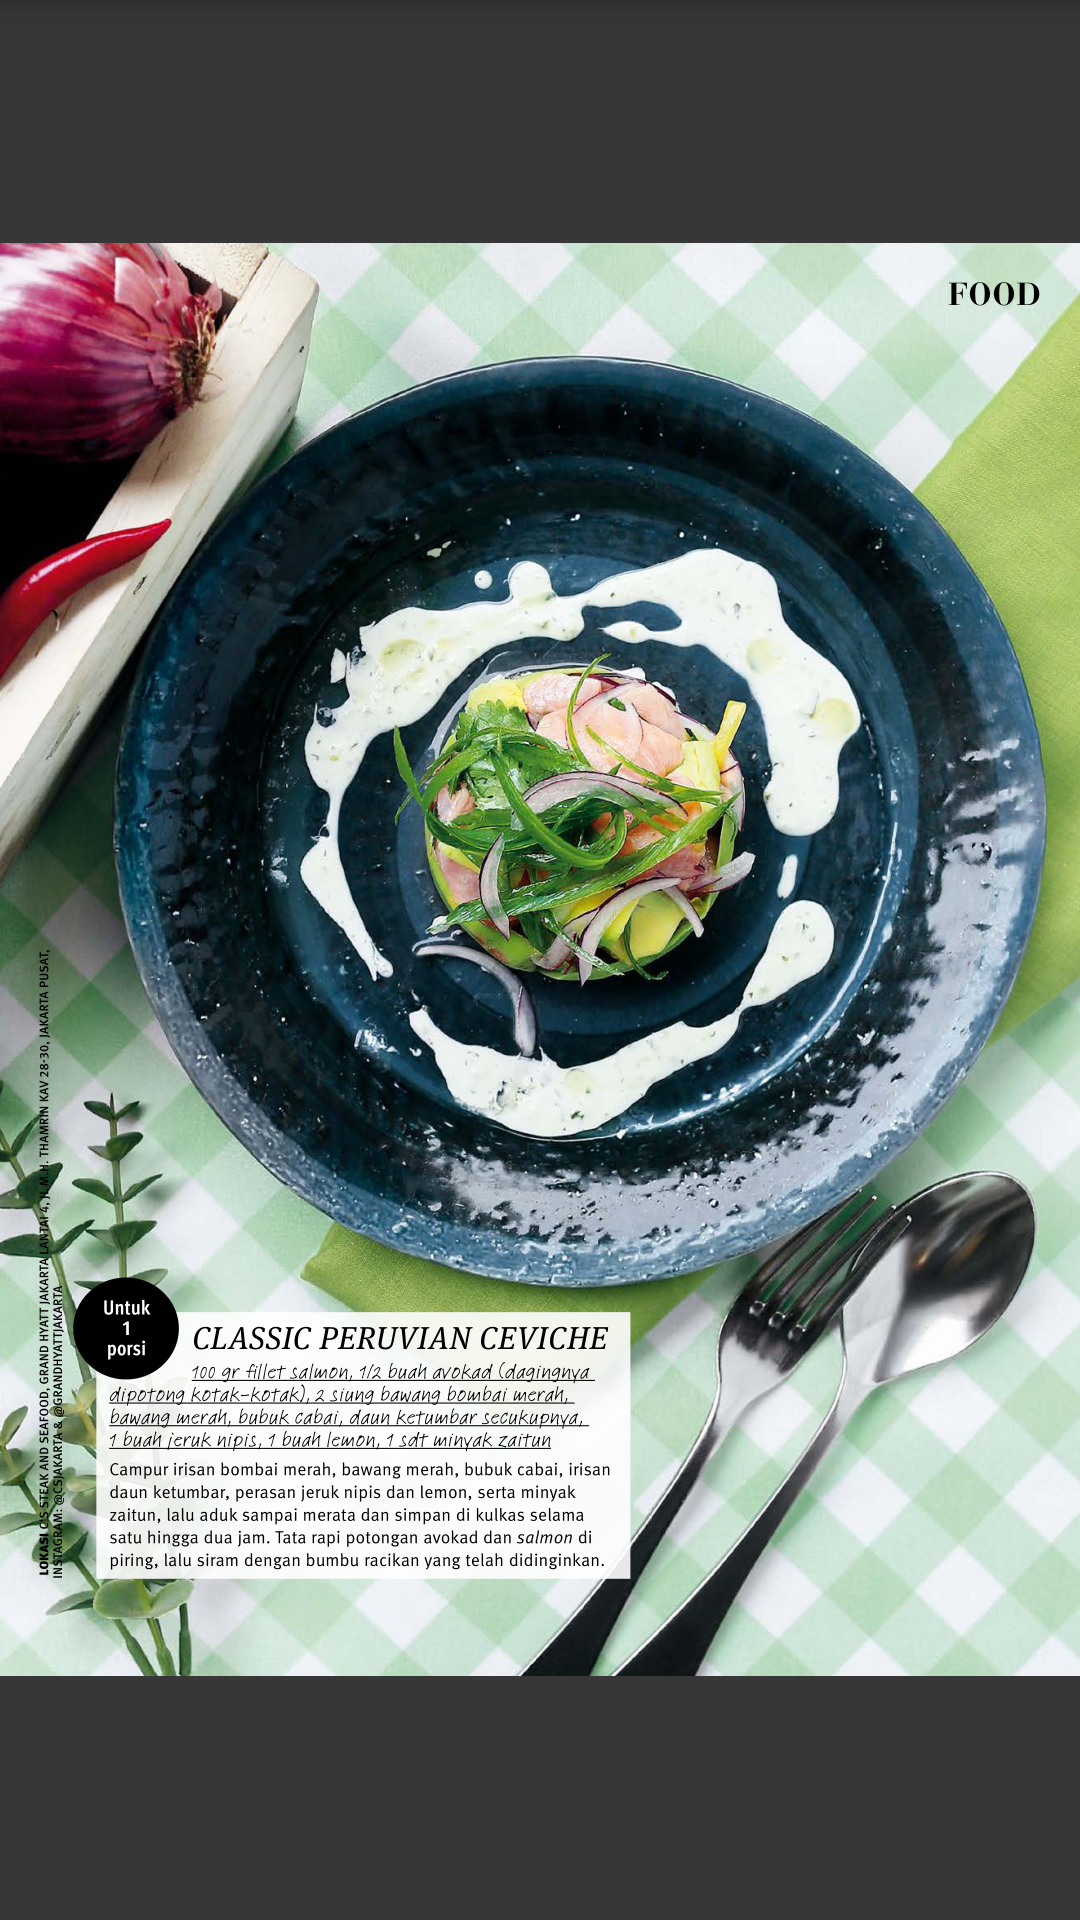 FOOD
LOKASI C'S STEAK AND SEAFOOD, GRAND HYATT JAKARTA LANTAI 4, JL M.H. THAMRIN KAV 28-30, JAKARTA PUSAT,
INSTAGRAM: @CSJAKARTA & @GRANDHYATTJAKARTA
Untuk
1
porsi
CLASSIC PERUVIAN CEVICHE
100 gr fillet salmon, 1/2 buah avokad (dagingnya
dipotong kotak-kotak), 2 siung bawang bombai merah,
bawang merah, bubuk cabai, daun ketumbar secukupnya,
1 buah jeruk nipis, 1 buah lemon, 1 sdt minyak zaitun
Campur irisan bombai merah, bawang merah, bubuk cabai, irisan
daun ketumbar, perasan jeruk nipis dan lemon, serta minyak
zaitun, lalu aduk sampai merata dan simpan di kulkas selama
satu hingga dua jam. Tata rapi potongan avokad dan salmon di
piring, lalu siram dengan bumbu racikan yang telah didinginkan.